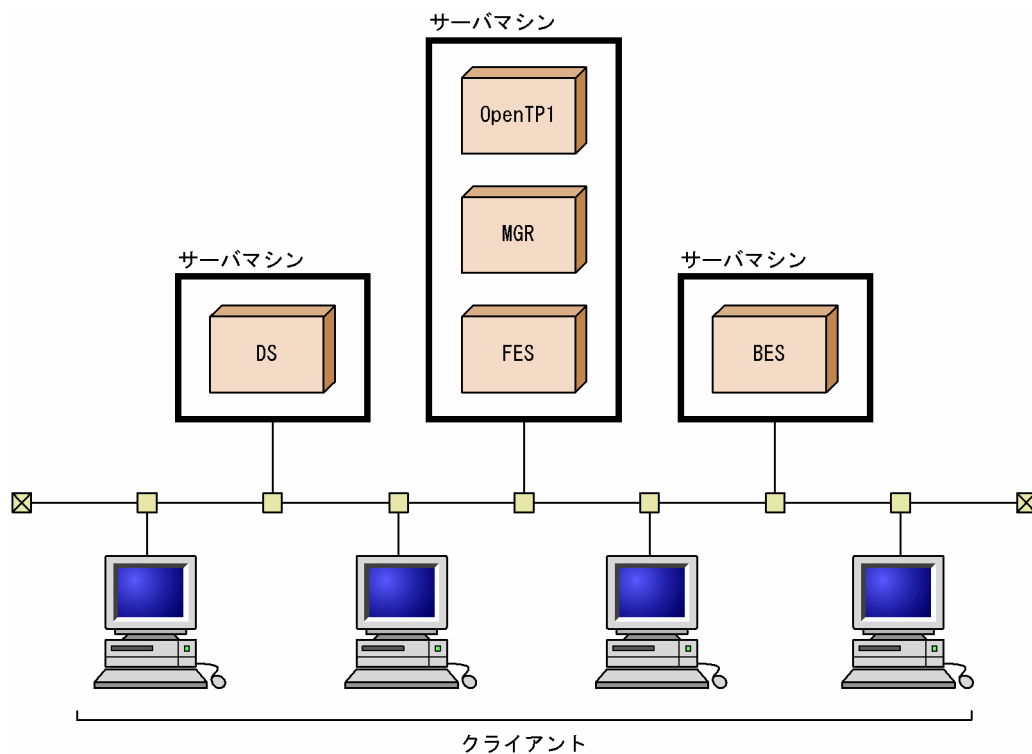 サーバマシン
OpenTP1
MGR
サーバマシン
サーバマシン
DS
FES
BES
クライアント